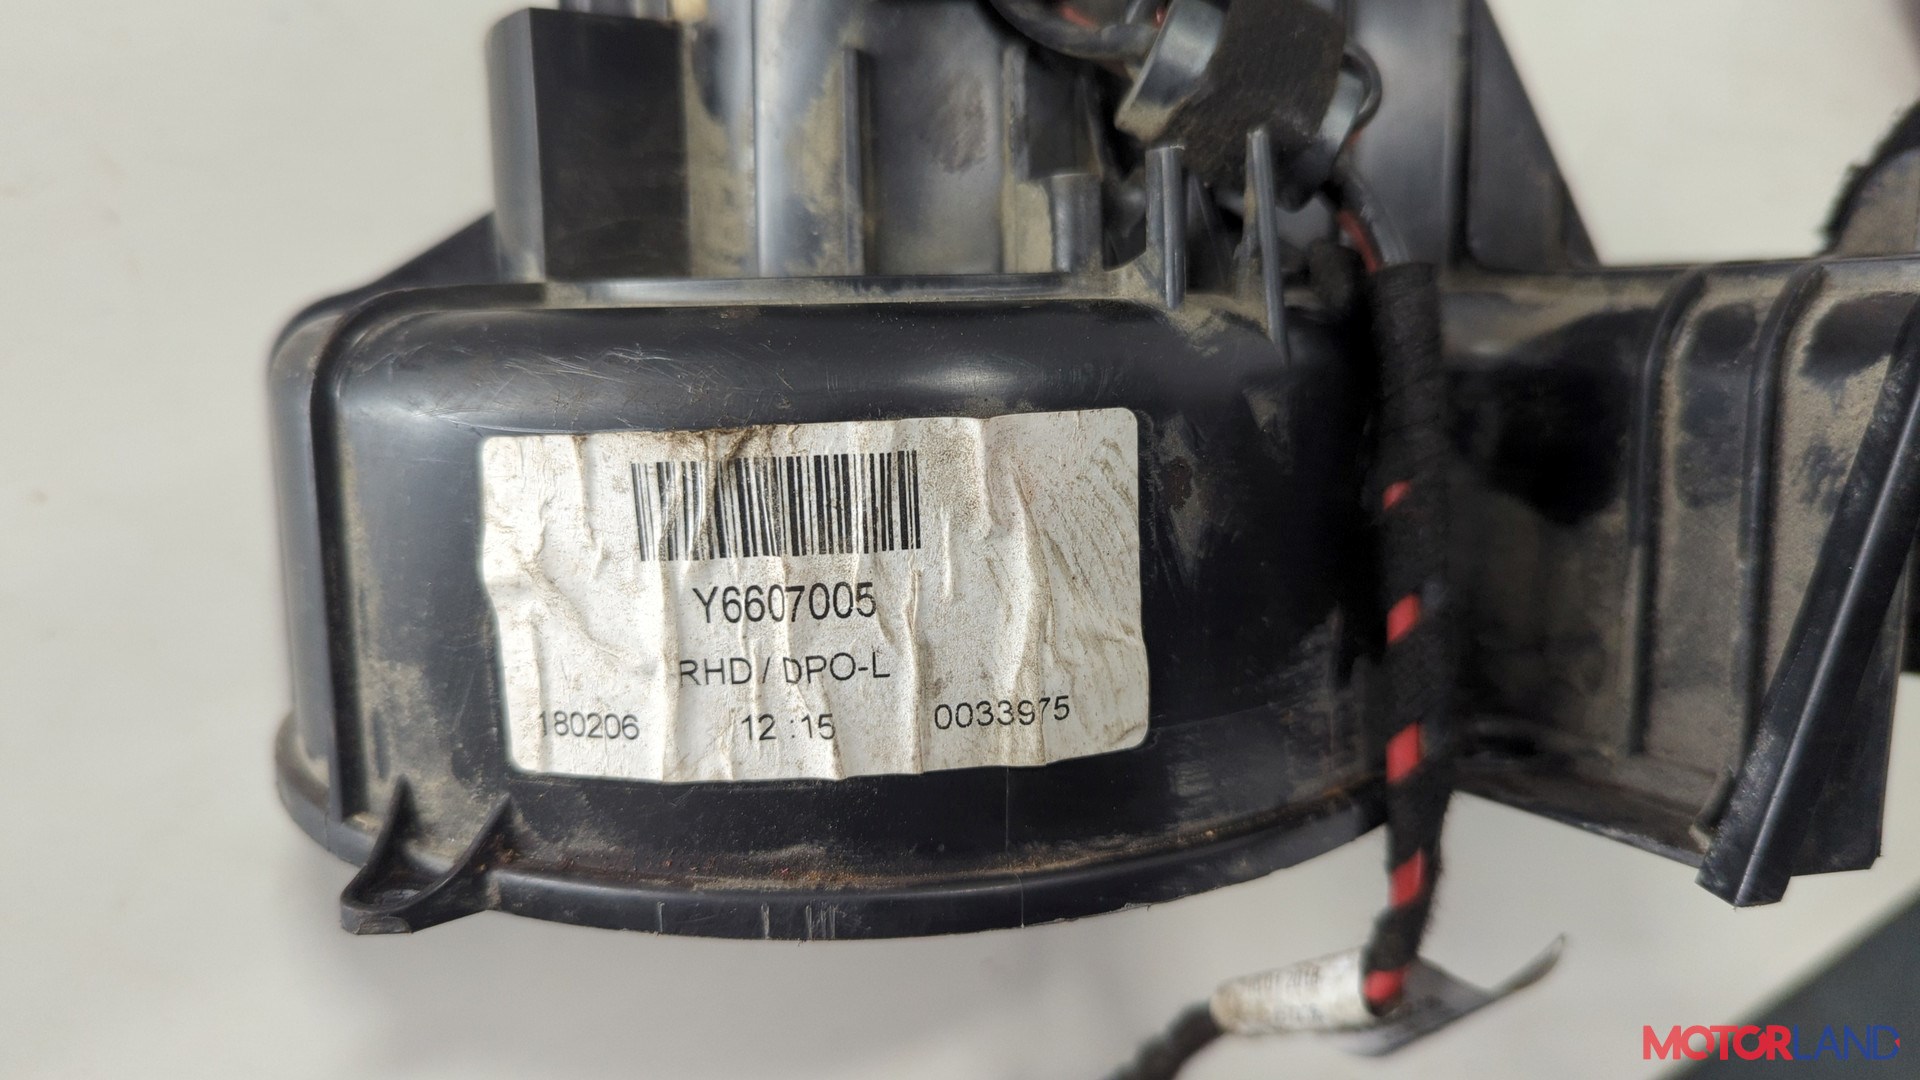 Y6607005
RHD / DPO-L
180206 12 :15 0033975
MOTORLAND